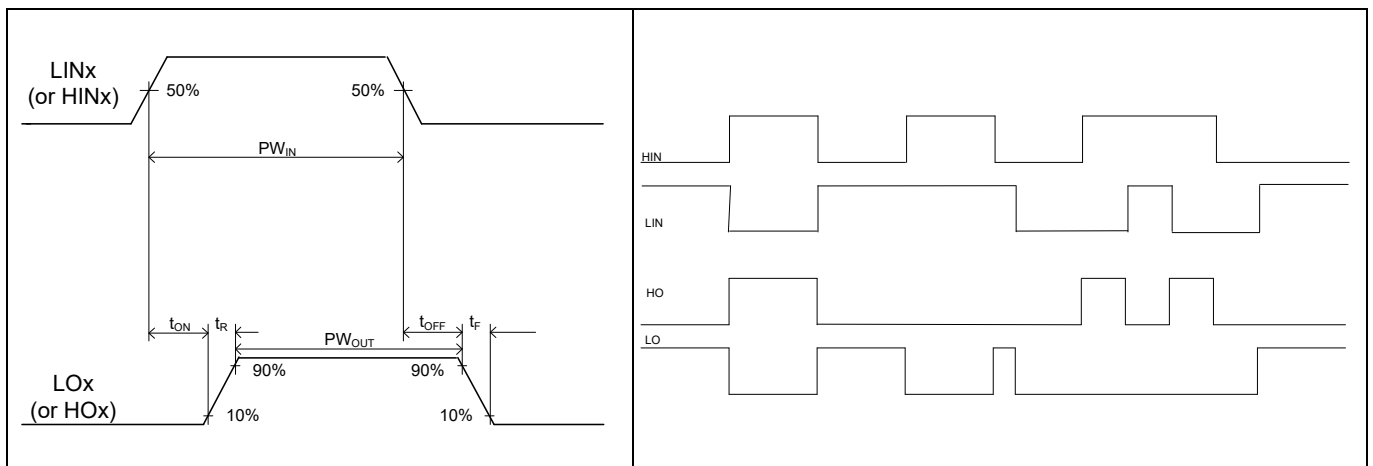 LINx
(or HINx)
50%
50%
PW_IN
t_ON
t_R
t_OFF
t_F
PW_OUT
90%
90%
LOx
(or HOx)
10%
10%
HIN
LIN
HO
LO